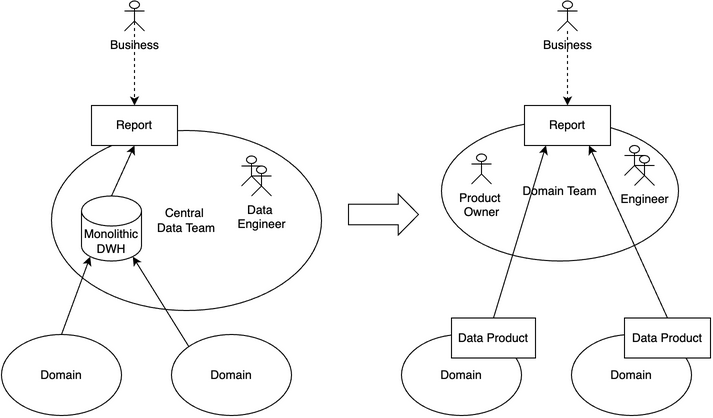 Business
Report
Central
Data Team
Data
Engineer
Monolithic
DWH
Domain
Domain
Business
Report
Product
Owner
Domain Team
Engineer
Data Product
Domain
Data Product
Domain